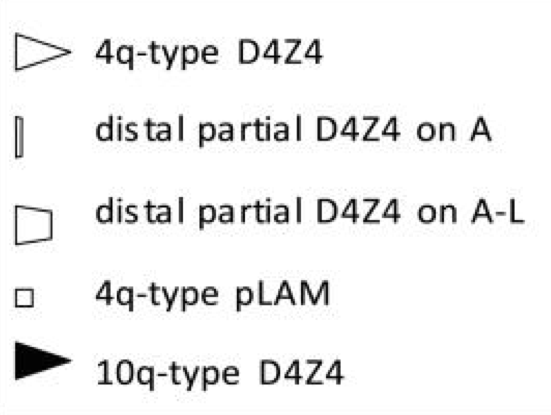 4q-type D4Z4
distal partial D4Z4 on A
distal partial D4Z4 on A-L
4q-type pLAM
10q-type D4Z4